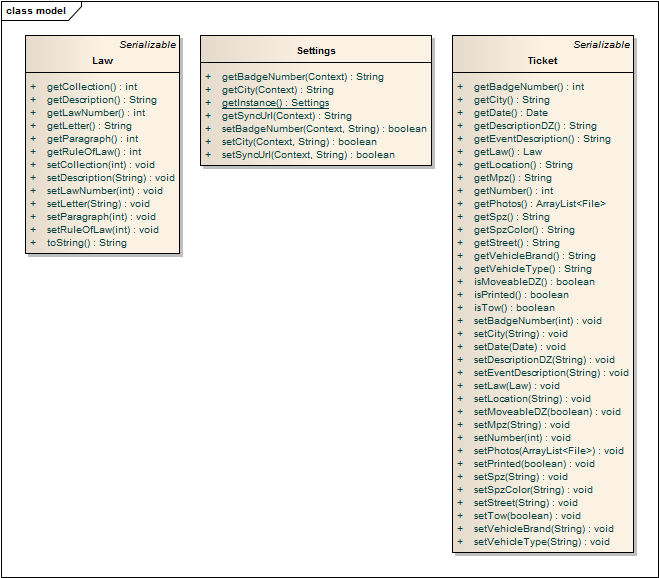 class model
Serializable
Law
+ getCollection() : int
+ getDescription() : String
+ getLawNumber() : int
+ getLetter() : String
+ getParagraph() : int
+ getRuleOfLaw() : int
+ setCollection(int) : void
+ setDescription(String) : void
+ setLawNumber(int) : void
+ setLetter(String) : void
+ setParagraph(int) : void
+ setRuleOfLaw(int) : void
+ toString() : String
Settings
+ getBadgeNumber(Context) : String
+ getCity(Context) : String
+ getInstance() : Settings
+ getSyncUrl(Context) : String
+ setBadgeNumber(Context, String) : boolean
+ setCity(Context, String) : boolean
+ setSyncUrl(Context, String) : boolean
Serializable
Ticket
+ getBadgeNumber() : int
+ getCity() : String
+ getDate() : Date
+ getDescriptionDZ() : String
+ getEventDescription() : String
+ getLaw() : Law
+ getLocation() : String
+ getMpz() : String
+ getNumber() : int
+ getPhotos() : ArrayList<File>
+ getSpz() : String
+ getSpzColor() : String
+ getStreet() : String
+ getVehicleBrand() : String
+ getVehicleType() : String
+ isMoveableDZ() : boolean
+ isPrinted() : boolean
+ isTow() : boolean
+ setBadgeNumber(int) : void
+ setCity(String) : void
+ setDate(Date) : void
+ setDescriptionDZ(String) : void
+ setEventDescription(String) : void
+ setLaw(Law) : void
+ setLocation(String) : void
+ setMoveableDZ(boolean) : void
+ setMpz(String) : void
+ setNumber(int) : void
+ setPhotos(ArrayList<File>) : void
+ setPrinted(boolean) : void
+ setSpz(String) : void
+ setSpzColor(String) : void
+ setStreet(String) : void
+ setTow(boolean) : void
+ setVehicleBrand(String) : void
+ setVehicleType(String) : void